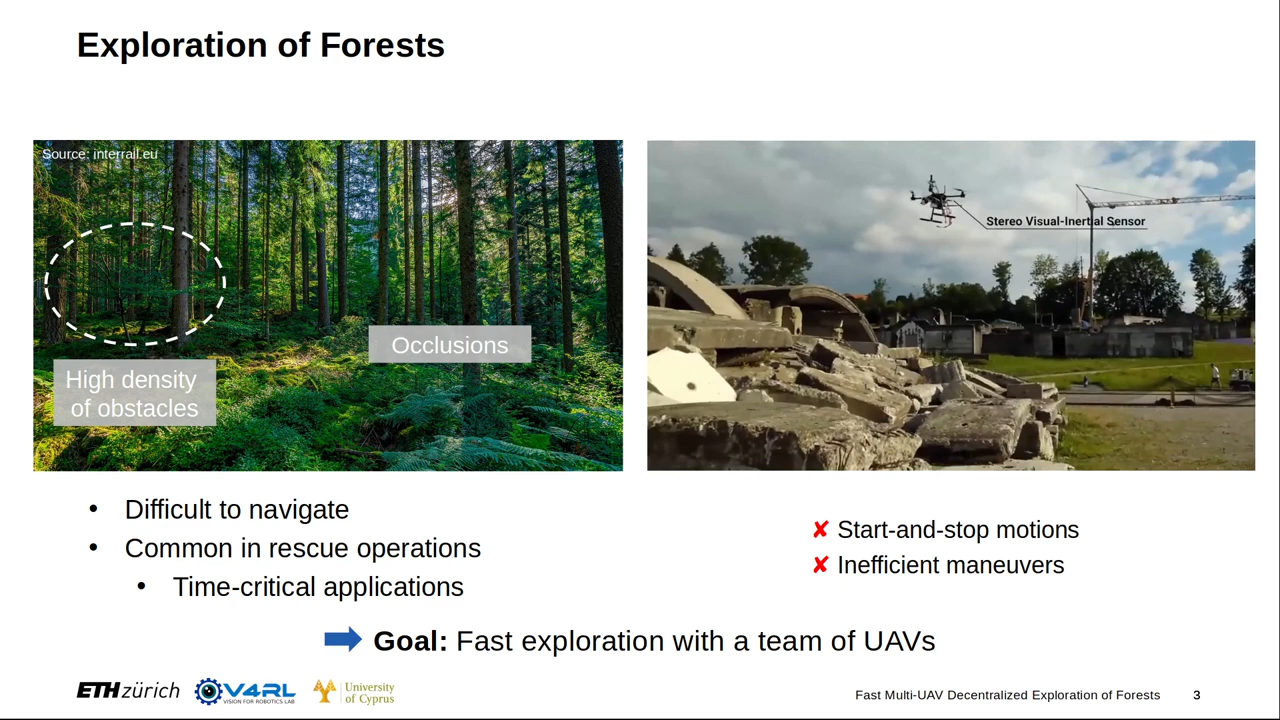 Exploration of Forests
Source: interrail.eu
Occlusions
High density
of obstacles
Stereo Visual-Inertial Sensor
• Difficult to navigate
• Common in rescue operations
• Time-critical applications
✘ Start-and-stop motions
✘ Inefficient maneuvers
Goal: Fast exploration with a team of UAVs
ETH zürich
V4RL
VISION FOR ROBOTICS LAB
University
of Cyprus
Fast Multi-UAV Decentralized Exploration of Forests 3